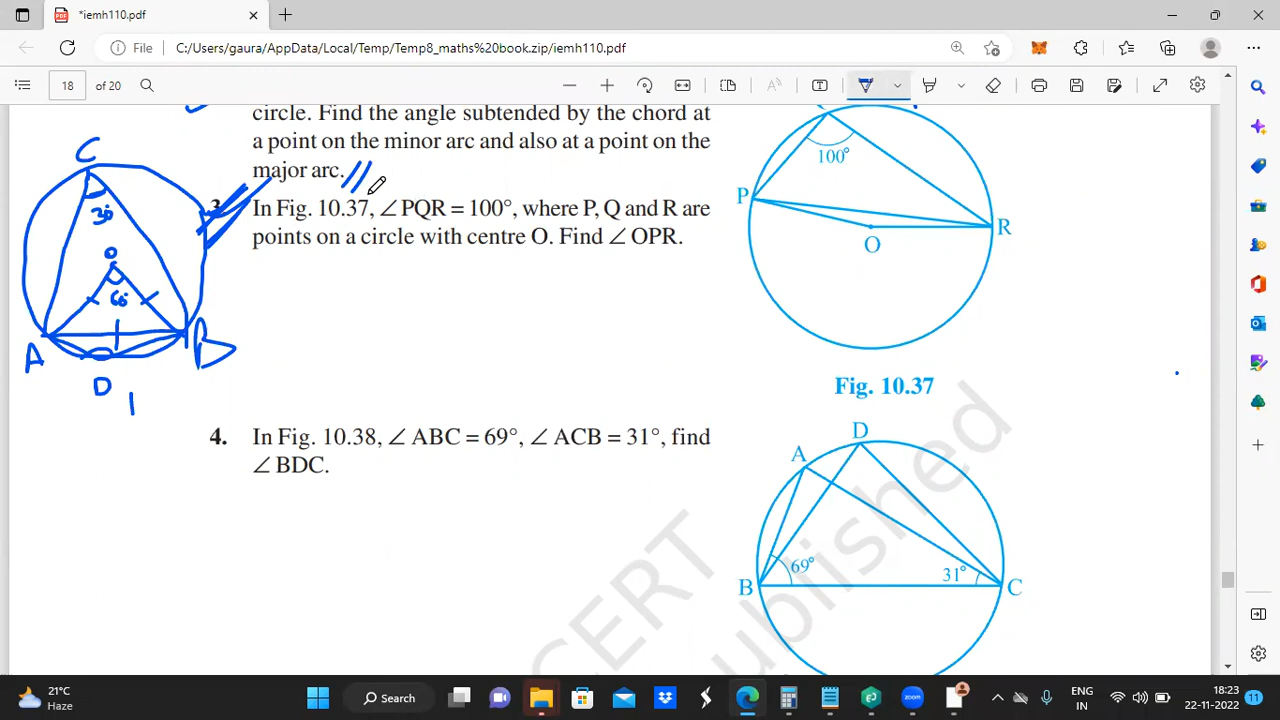 *iemh110.pdf
File
C:/Users/gaura/AppData/Local/Temp/Temp8_maths%20book.zip/iemh110.pdf
18 of 20
circle. Find the angle subtended by the chord at
a point on the minor arc and also at a point on the
major arc.
3. In Fig. 10.37, ∠ PQR = 100°, where P, Q and R are
points on a circle with centre O. Find ∠ OPR.
C
30
O
60
A
B
D
100°
P
R
O
Fig. 10.37
4. In Fig. 10.38, ∠ ABC = 69°, ∠ ACB = 31°, find
∠ BDC.
D
A
69°
31°
B
C
CERT
ublished
21°C
Haze
Search
zoom
ENG
IN
18:23
22-11-2022
11